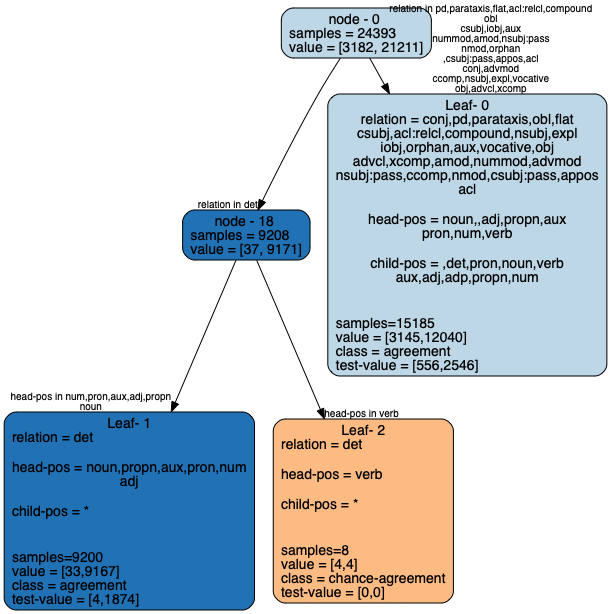 relation in pd,parataxis,flat,acl:relcl,compound
obl
csubj,iobj,aux
nummod,amod,nsubj:pass
nmod,orphan
,csubj:pass,appos,acl
conj,advmod
ccomp,nsubj,expl,vocative
obj,advcl,xcomp
node - 0
samples = 24393
value = [3182, 21211]
Leaf- 0
relation = conj,pd,parataxis,obl,flat
csubj,acl:relcl,compound,nsubj,expl
iobj,orphan,aux,vocative,obj
advcl,xcomp,amod,nummod,advmod
nsubj:pass,ccomp,nmod,csubj:pass,appos
acl
head-pos = noun,,adj,propn,aux
pron,num,verb
child-pos = ,det,pron,noun,verb
aux,adj,adp,propn,num
samples=15185
value = [3145,12040]
class = agreement
test-value = [556,2546]
relation in det
node - 18
samples = 9208
value = [37, 9171]
head-pos in num,pron,aux,adj,propn
noun
Leaf- 1
relation = det
head-pos = noun,propn,aux,pron,num
adj
child-pos = *
samples=9200
value = [33,9167]
class = agreement
test-value = [4,1874]
head-pos in verb
Leaf- 2
relation = det
head-pos = verb
child-pos = *
samples=8
value = [4,4]
class = chance-agreement
test-value = [0,0]